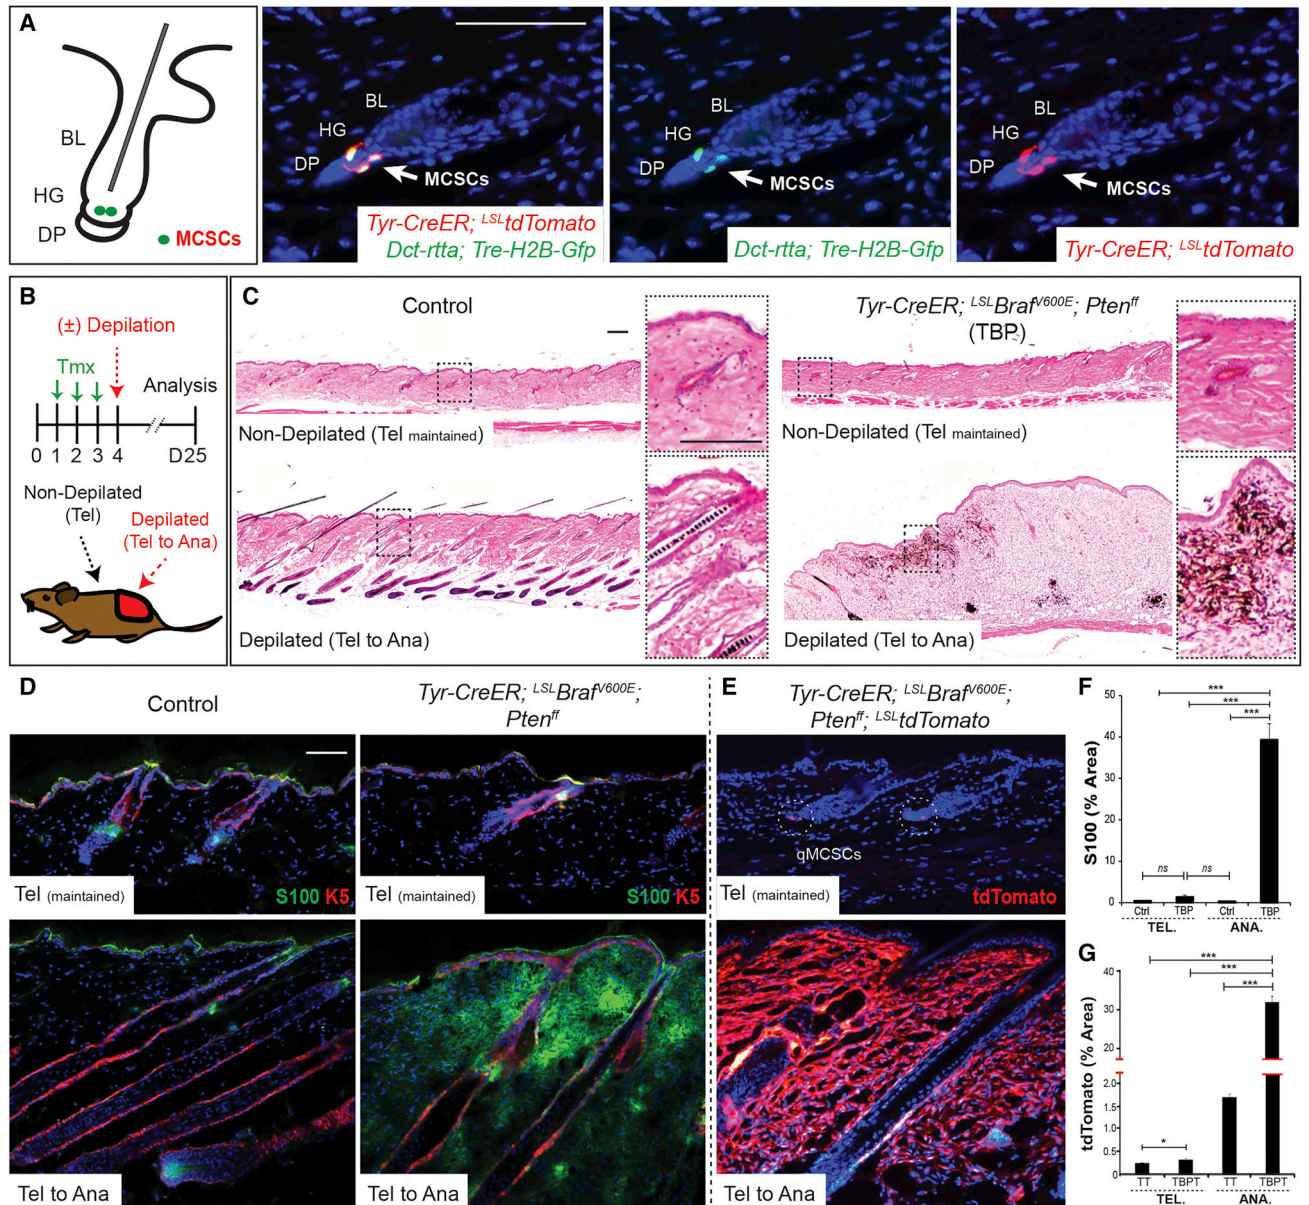 A
BL
HG
DP
MCSCs
BL
HG
DP
MCSCs
Tyr-CreER; LSLtdTomato
Dct-rtta; Tre-H2B-Gfp
BL
HG
DP
MCSCs
Dct-rtta; Tre-H2B-Gfp
BL
HG
DP
MCSCs
Tyr-CreER; LSLtdTomato
B
(±) Depilation
Tmx
Analysis
0 1 2 3 4 D25
Non-Depilated
(Tel)
Depilated
(Tel to Ana)
C
Control
Non-Depilated (Tel maintained)
Depilated (Tel to Ana)
Tyr-CreER; LSLBrafV600E; Ptenff
(TBP)
Non-Depilated (Tel maintained)
Depilated (Tel to Ana)
D
Control
Tyr-CreER; LSLBrafV600E;
Ptenff
Tel (maintained)
S100 K5
Tel (maintained)
S100 K5
Tel to Ana
Tel to Ana
E
Tyr-CreER; LSLBrafV600E;
Ptenff; LSLtdTomato
qMCSCs
Tel (maintained)
tdTomato
Tel to Ana
F
S100 (% Area)
50
40
30
20
10
0
***
***
***
ns
ns
Ctrl TBP Ctrl TBP
TEL. ANA.
G
tdTomato (% Area)
40
30
20
2.0
1.5
1.0
0.5
0
***
***
***
*
TT TBPT TT TBPT
TEL. ANA.